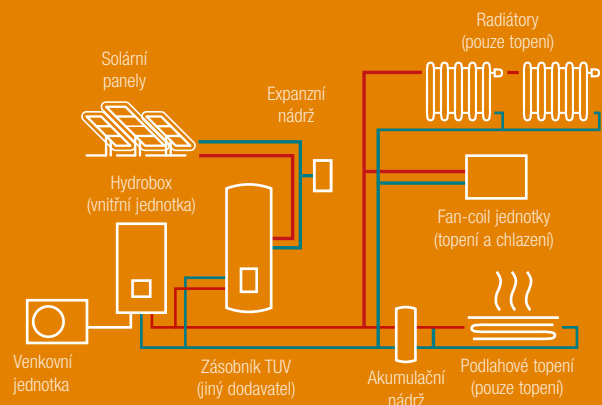 Radiátory
(pouze topení)
Solární
panely
Expanzní
nádrž
Hydrobox
(vnitřní jednotka)
Fan-coil jednotky
(topení a chlazení)
Venkovní
jednotka
Zásobník TUV
(jiný dodavatel)
Akumulační
nádrž
Podlahové topení
(pouze topení)